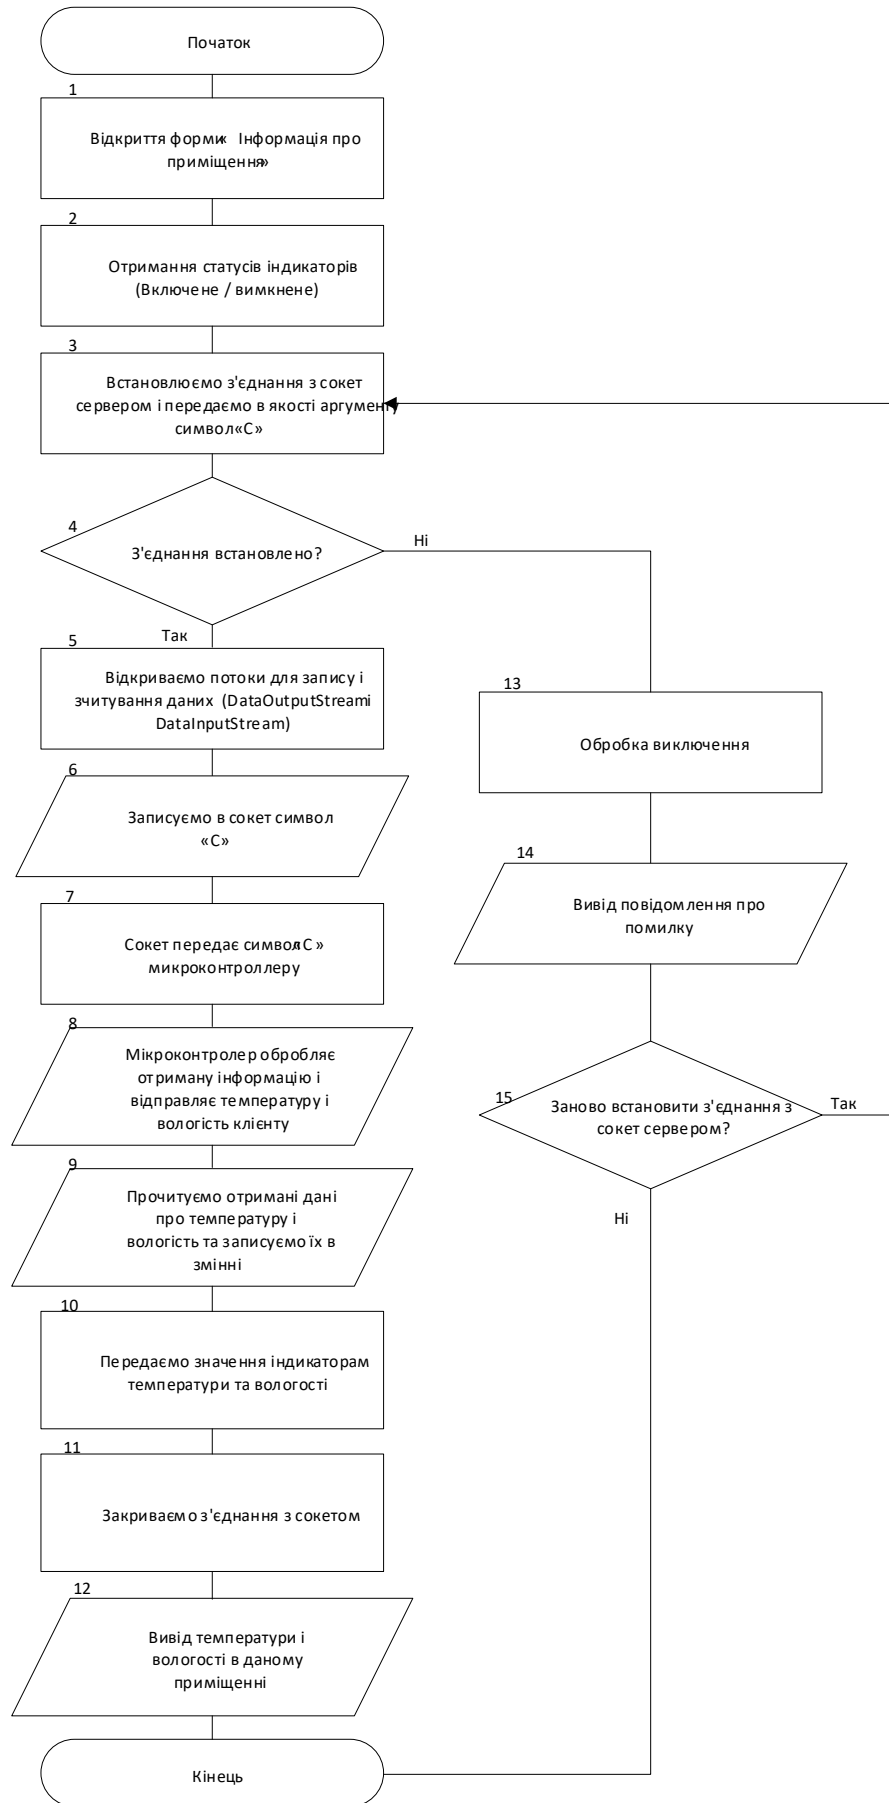 Початок
1
Відкриття форми« Інформація про
приміщення»
2
Отримання статусів індикаторів
(Включене / вимкнене)
3
Встановлюємо з'єднання з сокет
сервером і передаємо в якості аргументу
символ«С»
4
З'єднання встановлено?
Ні
Так
5
Відкриваємо потоки для запису і
зчитування даних (DataOutputStreamі
DataInputStream)
6
Записуємо в сокет символ
«С»
7
Сокет передає символ«С»
микроконтроллеру
8
Мікроконтролер обробляє
отриману інформацію і
відправляє температуру і
вологість клієнту
9
Прочитуємо отримані дані
про температуру і
вологість та записуємо їх в
змінні
10
Передаємо значення індикаторам
температури та вологості
11
Закриваємо з'єднання з сокетом
12
Вивід температури і
вологості в даному
приміщенні
Кінець
13
Обробка виключення
14
Вивід повідомлення про
помилку
15
Заново встановити з'єднання з
сокет сервером?
Так
Ні